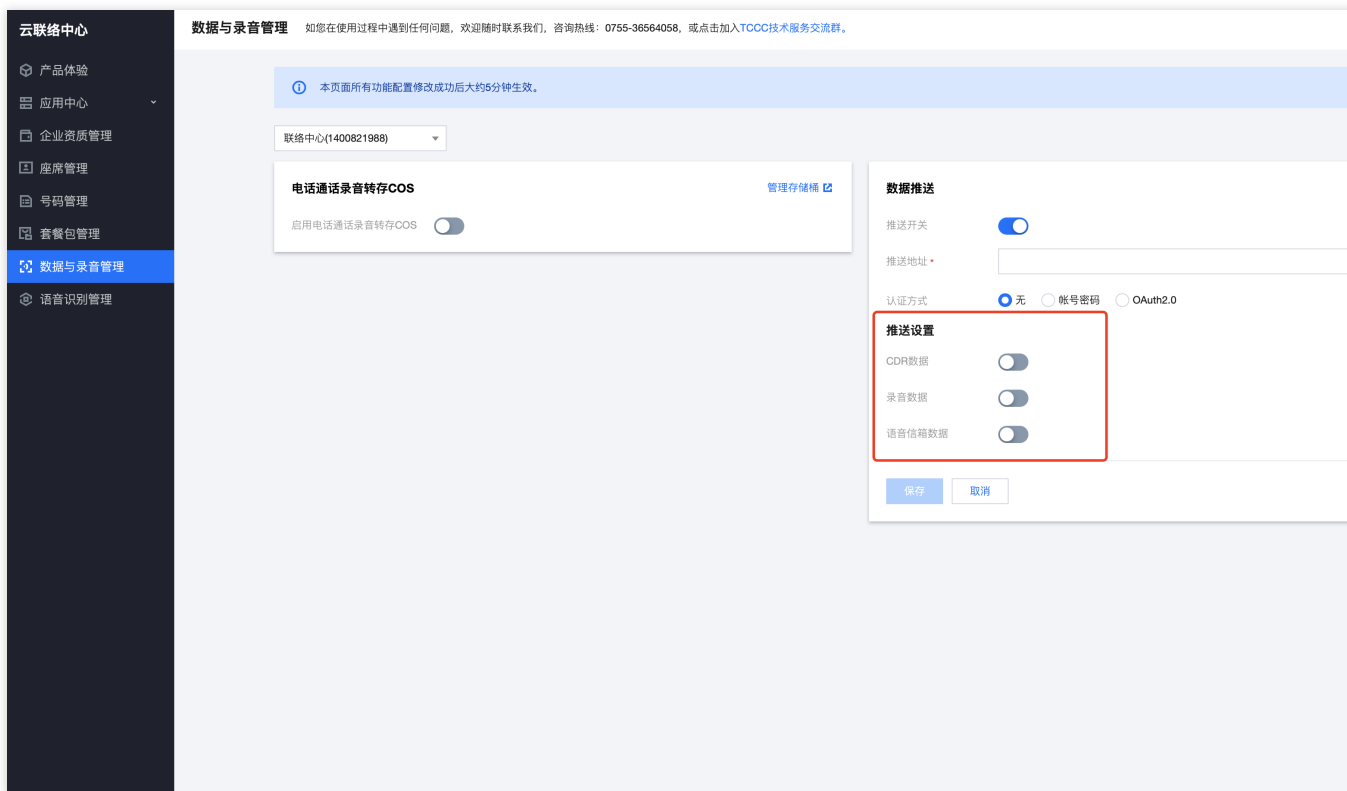 云联络中心
产品体验
应用中心
企业资质管理
座席管理
号码管理
套餐包管理
数据与录音管理
语音识别管理
数据与录音管理 如您在使用过程中遇到任何问题，欢迎随时联系我们，咨询热线：0755-36564058，或点击加入TCCC技术服务交流群。
本页面所有功能配置修改成功后大约5分钟生效。
联络中心(1400821988)
电话通话录音转存COS 管理存储桶
启用电话通话录音转存COS
数据推送
推送开关
推送地址 *
认证方式 无 帐号密码 OAuth2.0
推送设置
CDR数据
录音数据
语音信箱数据
保存 取消